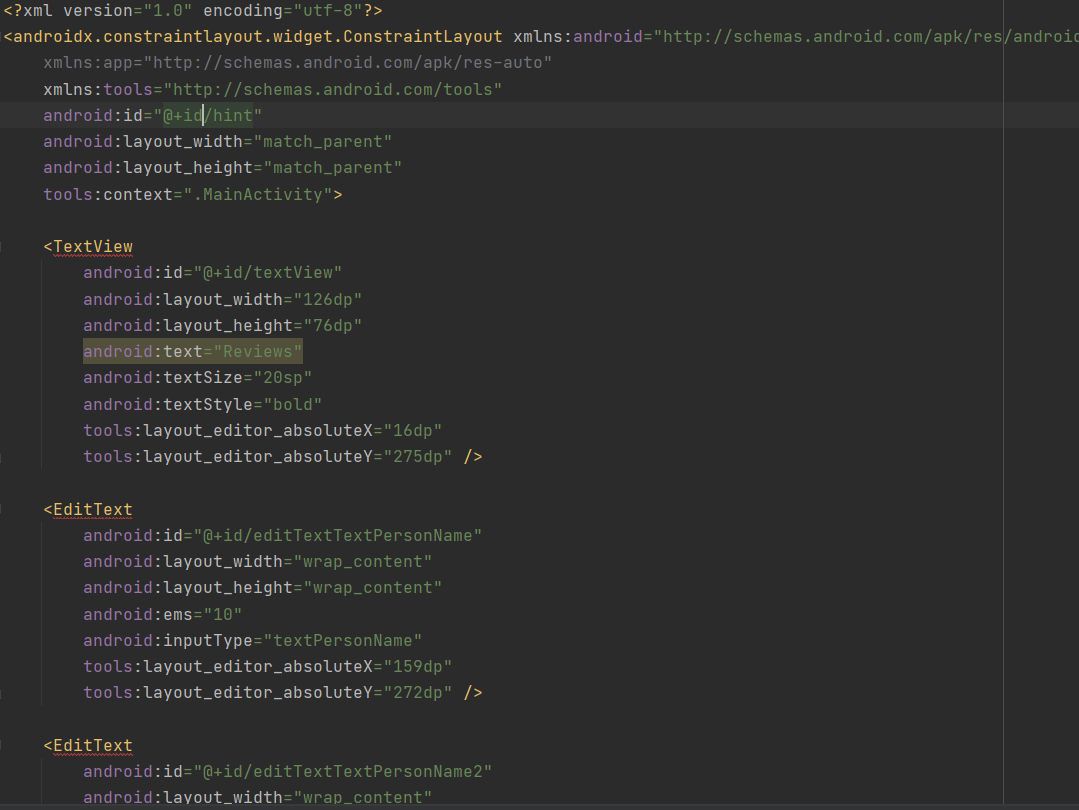 <?xml version="1.0" encoding="utf-8"?>
<androidx.constraintlayout.widget.ConstraintLayout xmlns:android="http://schemas.android.com/apk/res/androi
    xmlns:app="http://schemas.android.com/apk/res-auto"
    xmlns:tools="http://schemas.android.com/tools"
    android:id="@+id/hint"
    android:layout_width="match_parent"
    android:layout_height="match_parent"
    tools:context=".MainActivity">

    <TextView
        android:id="@+id/textView"
        android:layout_width="126dp"
        android:layout_height="76dp"
        android:text="Reviews"
        android:textSize="20sp"
        android:textStyle="bold"
        tools:layout_editor_absoluteX="16dp"
        tools:layout_editor_absoluteY="275dp" />

    <EditText
        android:id="@+id/editTextTextPersonName"
        android:layout_width="wrap_content"
        android:layout_height="wrap_content"
        android:ems="10"
        android:inputType="textPersonName"
        tools:layout_editor_absoluteX="159dp"
        tools:layout_editor_absoluteY="272dp" />

    <EditText
        android:id="@+id/editTextTextPersonName2"
        android:layout_width="wrap_content"